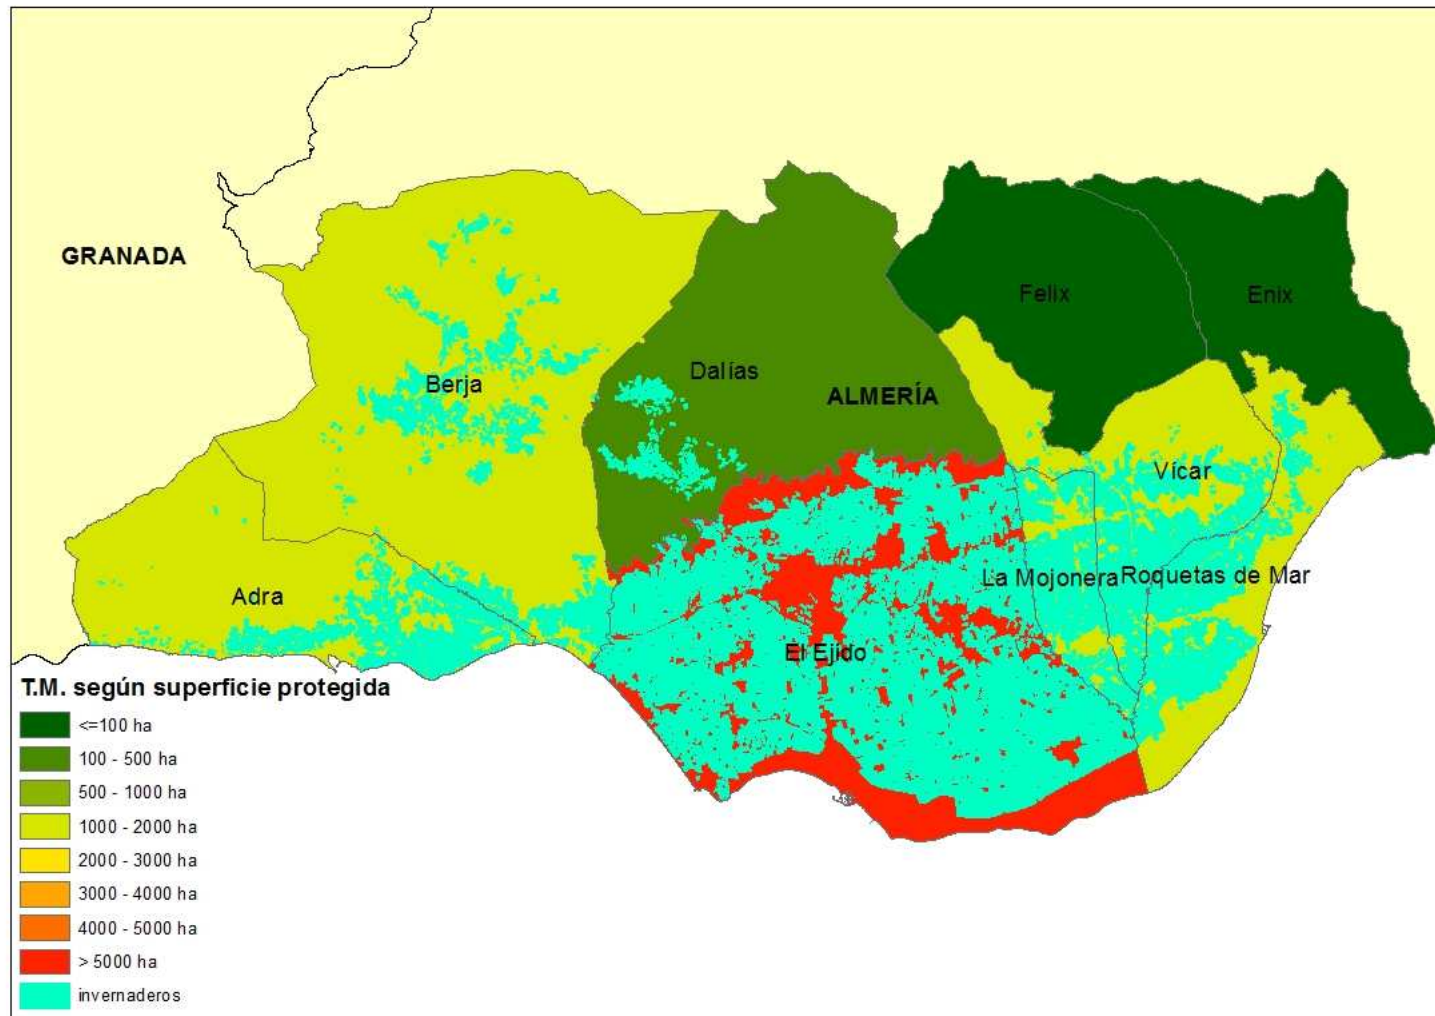 GRANADA
Felix
Enix
Berja
Dalías
ALMERÍA
Vícar
La Mojonera
Roquetas de Mar
Adra
El Ejido
T.M. según superficie protegida
<=100 ha
100 - 500 ha
500 - 1000 ha
1000 - 2000 ha
2000 - 3000 ha
3000 - 4000 ha
4000 - 5000 ha
> 5000 ha
invernaderos